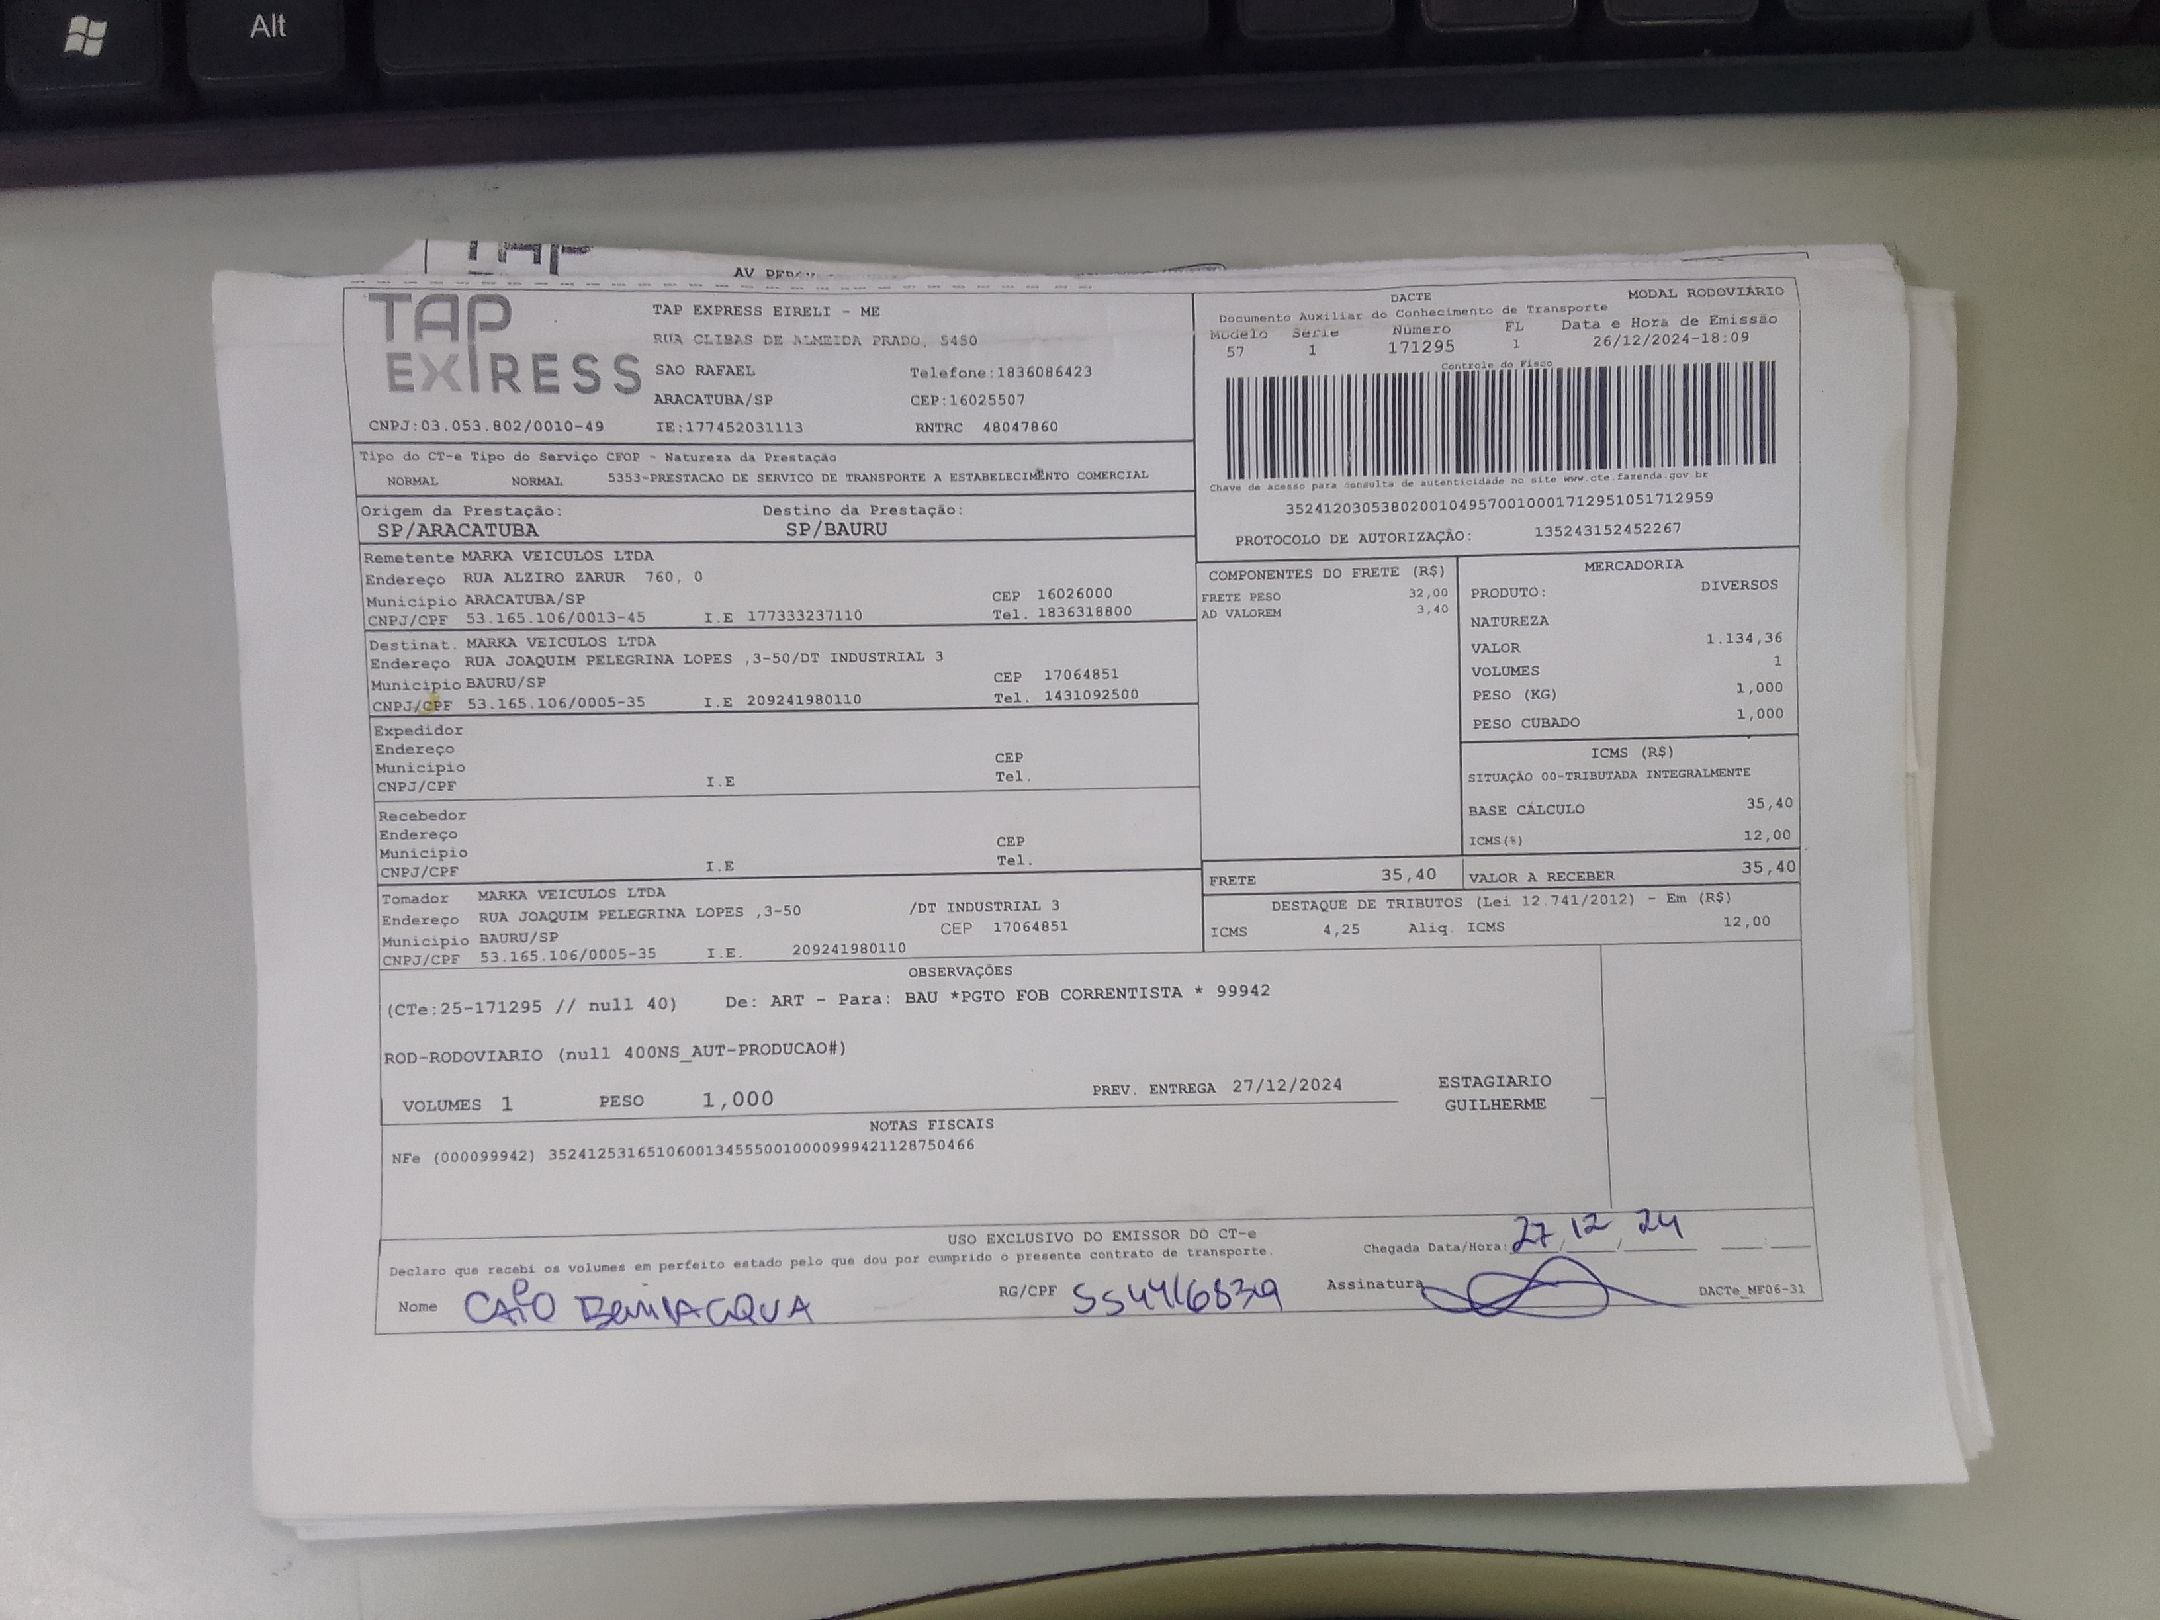 Alt
TAP EXPRESS
TAP EXPRESS EIRELI - ME
RUA CLIBAS DE ALMEIDA PRADO, 5450
SAO RAFAEL Telefone:1836086423
ARACATUBA/SP CEP:16025507
CNPJ:03.053.802/0010-49 IE:177452031113 RNTRC 48047860
DACTE MODAL RODOVIÁRIO
Documento Auxiliar do Conhecimento de Transporte
Modelo Série Número FL Data e Hora de Emissão
57 1 171295 1 26/12/2024-18:09
Controle do Fisco
Chave de acesso para consulta de autenticidade no site www.cte.fazenda.gov.br
35241203053802001049570010001712951051712959
PROTOCOLO DE AUTORIZAÇÃO: 135243152452267
Tipo do CT-e Tipo do Serviço CFOP - Natureza da Prestação
NORMAL NORMAL 5353-PRESTACAO DE SERVICO DE TRANSPORTE A ESTABELECIMENTO COMERCIAL
Origem da Prestação: Destino da Prestação:
SP/ARACATUBA SP/BAURU
Remetente MARKA VEICULOS LTDA
Endereço RUA ALZIRO ZARUR 760, 0
Município ARACATUBA/SP CEP 16026000
CNPJ/CPF 53.165.106/0013-45 I.E 177333237110 Tel. 1836318800
Destinat. MARKA VEICULOS LTDA
Endereço RUA JOAQUIM PELEGRINA LOPES ,3-50/DT INDUSTRIAL 3
Município BAURU/SP CEP 17064851
CNPJ/CPF 53.165.106/0005-35 I.E 209241980110 Tel. 1431092500
Expedidor
Endereço
Município CEP
CNPJ/CPF I.E Tel.
Recebedor
Endereço
Município CEP
CNPJ/CPF I.E Tel.
Tomador MARKA VEICULOS LTDA
Endereço RUA JOAQUIM PELEGRINA LOPES ,3-50 /DT INDUSTRIAL 3
Município BAURU/SP CEP 17064851
CNPJ/CPF 53.165.106/0005-35 I.E. 209241980110
COMPONENTES DO FRETE (R$)
FRETE PESO 32,00
AD VALOREM 3,40
MERCADORIA
PRODUTO: DIVERSOS
NATUREZA
VALOR 1.134,36
VOLUMES 1
PESO (KG) 1,000
PESO CUBADO 1,000
ICMS (R$)
SITUAÇÃO 00-TRIBUTADA INTEGRALMENTE
BASE CÁLCULO 35,40
ICMS(%) 12,00
FRETE 35,40 VALOR A RECEBER 35,40
DESTAQUE DE TRIBUTOS (Lei 12.741/2012) - Em (R$)
ICMS 4,25 Aliq. ICMS 12,00
OBSERVAÇÕES
(CTe:25-171295 // null 40) De: ART - Para: BAU *PGTO FOB CORRENTISTA * 99942
ROD-RODOVIARIO (null 400NS_AUT-PRODUCAO#)
VOLUMES 1 PESO 1,000 PREV. ENTREGA 27/12/2024 ESTAGIARIO
GUILHERME
NOTAS FISCAIS
NFe (000099942) 35241253165106001345550010000999421128750466
USO EXCLUSIVO DO EMISSOR DO CT-e
Declaro que recebi os volumes em perfeito estado pelo que dou por cumprido o presente contrato de transporte. Chegada Data/Hora: 27/12/24
Nome CAIO RG/CPF Assinatura DACTe_MF06-31